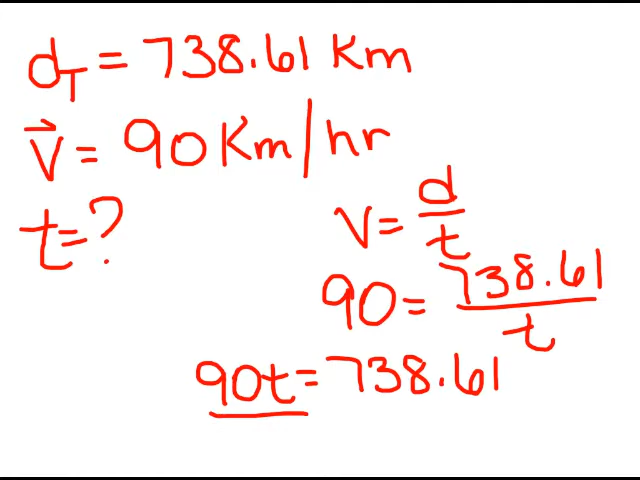 dT = 738.61 Km
V⃗ = 90 Km/hr
t = ?
V = d/t
90 = 738.61/t
90t = 738.61